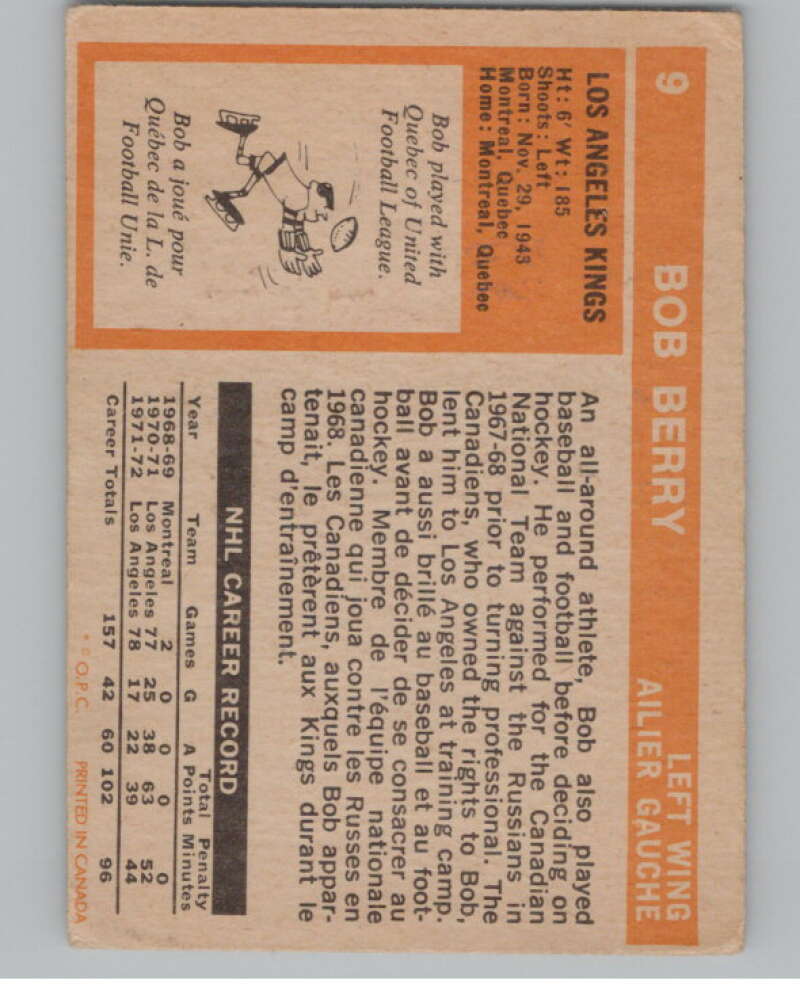 9
BOB BERRY
LEFT WING
AILIER GAUCHE
LOS ANGELES KINGS
Ht: 6' Wt: 185
Shoots: Left
Born: Nov. 29, 1943
Montreal, Quebec
Home: Montreal, Quebec
Bob played with
Quebec of United
Football League.
Bob a joué pour
Québec de la L. de
Football Unie.
An all-around athlete, Bob also played
baseball and football before deciding on
hockey. He performed for the Canadian
National Team against the Russians in
1967-68 prior to turning professional. The
Canadiens, who owned the rights to Bob,
lent him to Los Angeles at training camp.
Bob a aussi brillé au baseball et au foot-
ball avant de décider de se consacrer au
hockey. Membre de l'équipe nationale
canadienne qui joua contre les Russes en
1968. Les Canadiens, auxquels Bob appar-
tenait, le prêtèrent aux Kings durant le
camp d'entraînement.
NHL CAREER RECORD
Total Penalty
Year Team Games G A Points Minutes
1968-69 Montreal 2 0 0 0 0
1970-71 Los Angeles 77 25 38 63 52
1971-72 Los Angeles 78 17 22 39 44
Career Totals 157 42 60 102 96
* © O.P.C. PRINTED IN CANADA